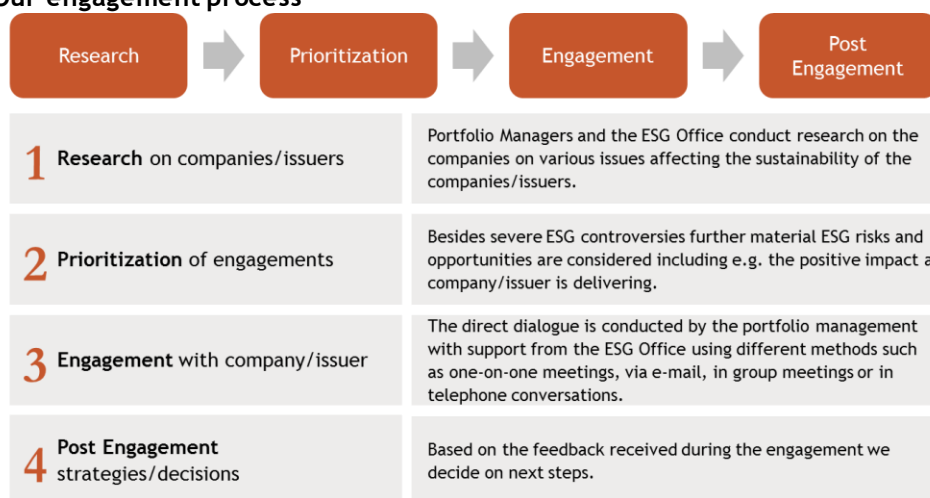 Our engagement process
Research
Prioritization
Engagement
Post
Engagement
1 Research on companies/issuers
Portfolio Managers and the ESG Office conduct research on the
companies on various issues affecting the sustainability of the
companies/issuers.
2 Prioritization of engagements
Besides severe ESG controversies further material ESG risks and
opportunities are considered including e.g. the positive impact a
company/issuer is delivering.
3 Engagement with company/issuer
The direct dialogue is conducted by the portfolio management
with support from the ESG Office using different methods such
as one-on-one meetings, via e-mail, in group meetings or in
telephone conversations.
4 Post Engagement
strategies/decisions
Based on the feedback received during the engagement we
decide on next steps.